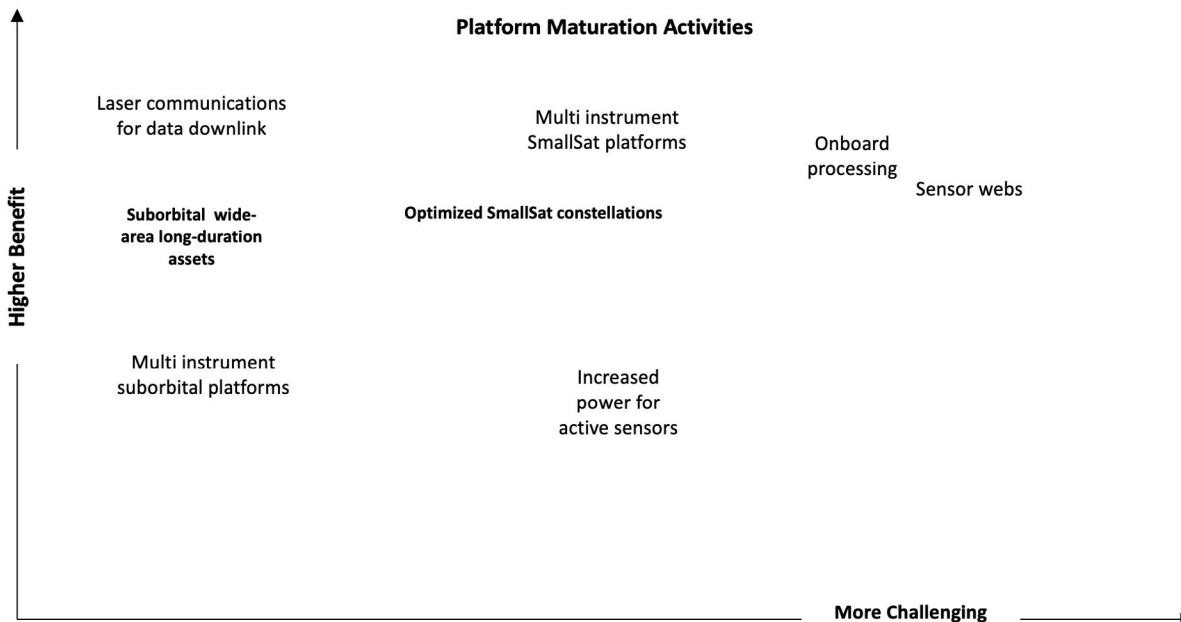 Platform Maturation Activities
Laser communications
for data downlink
Multi instrument
SmallSat platforms
Onboard
processing
Sensor webs
Suborbital wide-
area long-duration
assets
Optimized SmallSat constellations
Higher Benefit
Multi instrument
suborbital platforms
Increased
power for
active sensors
More Challenging